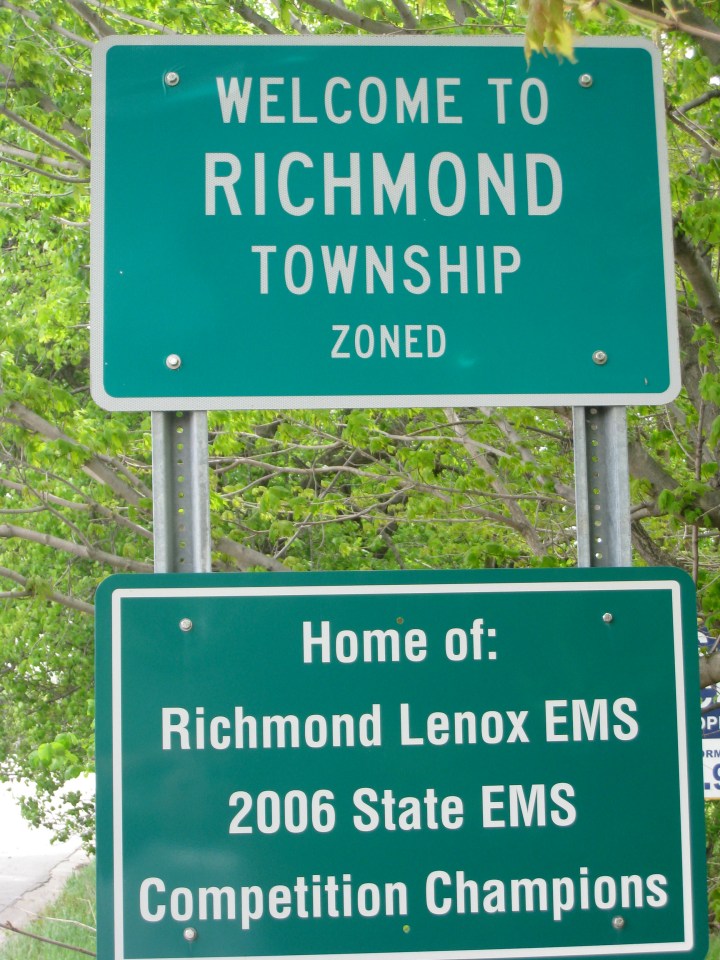 WELCOME TO
RICHMOND
TOWNSHIP
ZONED
Home of:
Richmond Lenox EMS
2006 State EMS
Competition Champions